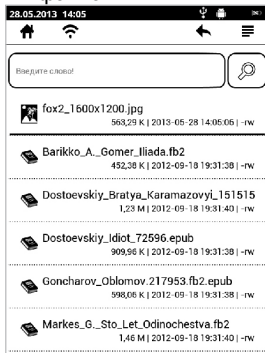 28.05.2013 14:05
Введите слово!
fox2_1600x1200.jpg
563,29 K | 2013-05-28 14:05:06 | -rw
Barikko_A._Gomer_Iliada.fb2
452,38 K | 2012-09-18 19:31:38 | -rw
Dostoevskiy_Bratya_Karamazovyi_151515
1,23 M | 2012-09-18 19:31:40 | -rw
Dostoevskiy_Idiot_72596.epub
909,96 K | 2012-09-18 19:31:38 | -rw
Goncharov_Oblomov.217953.fb2.epub
598,06 K | 2012-09-18 19:31:38 | -rw
Markes_G._Sto_Let_Odinochestva.fb2
1,46 M | 2012-09-18 19:31:40 | -rw